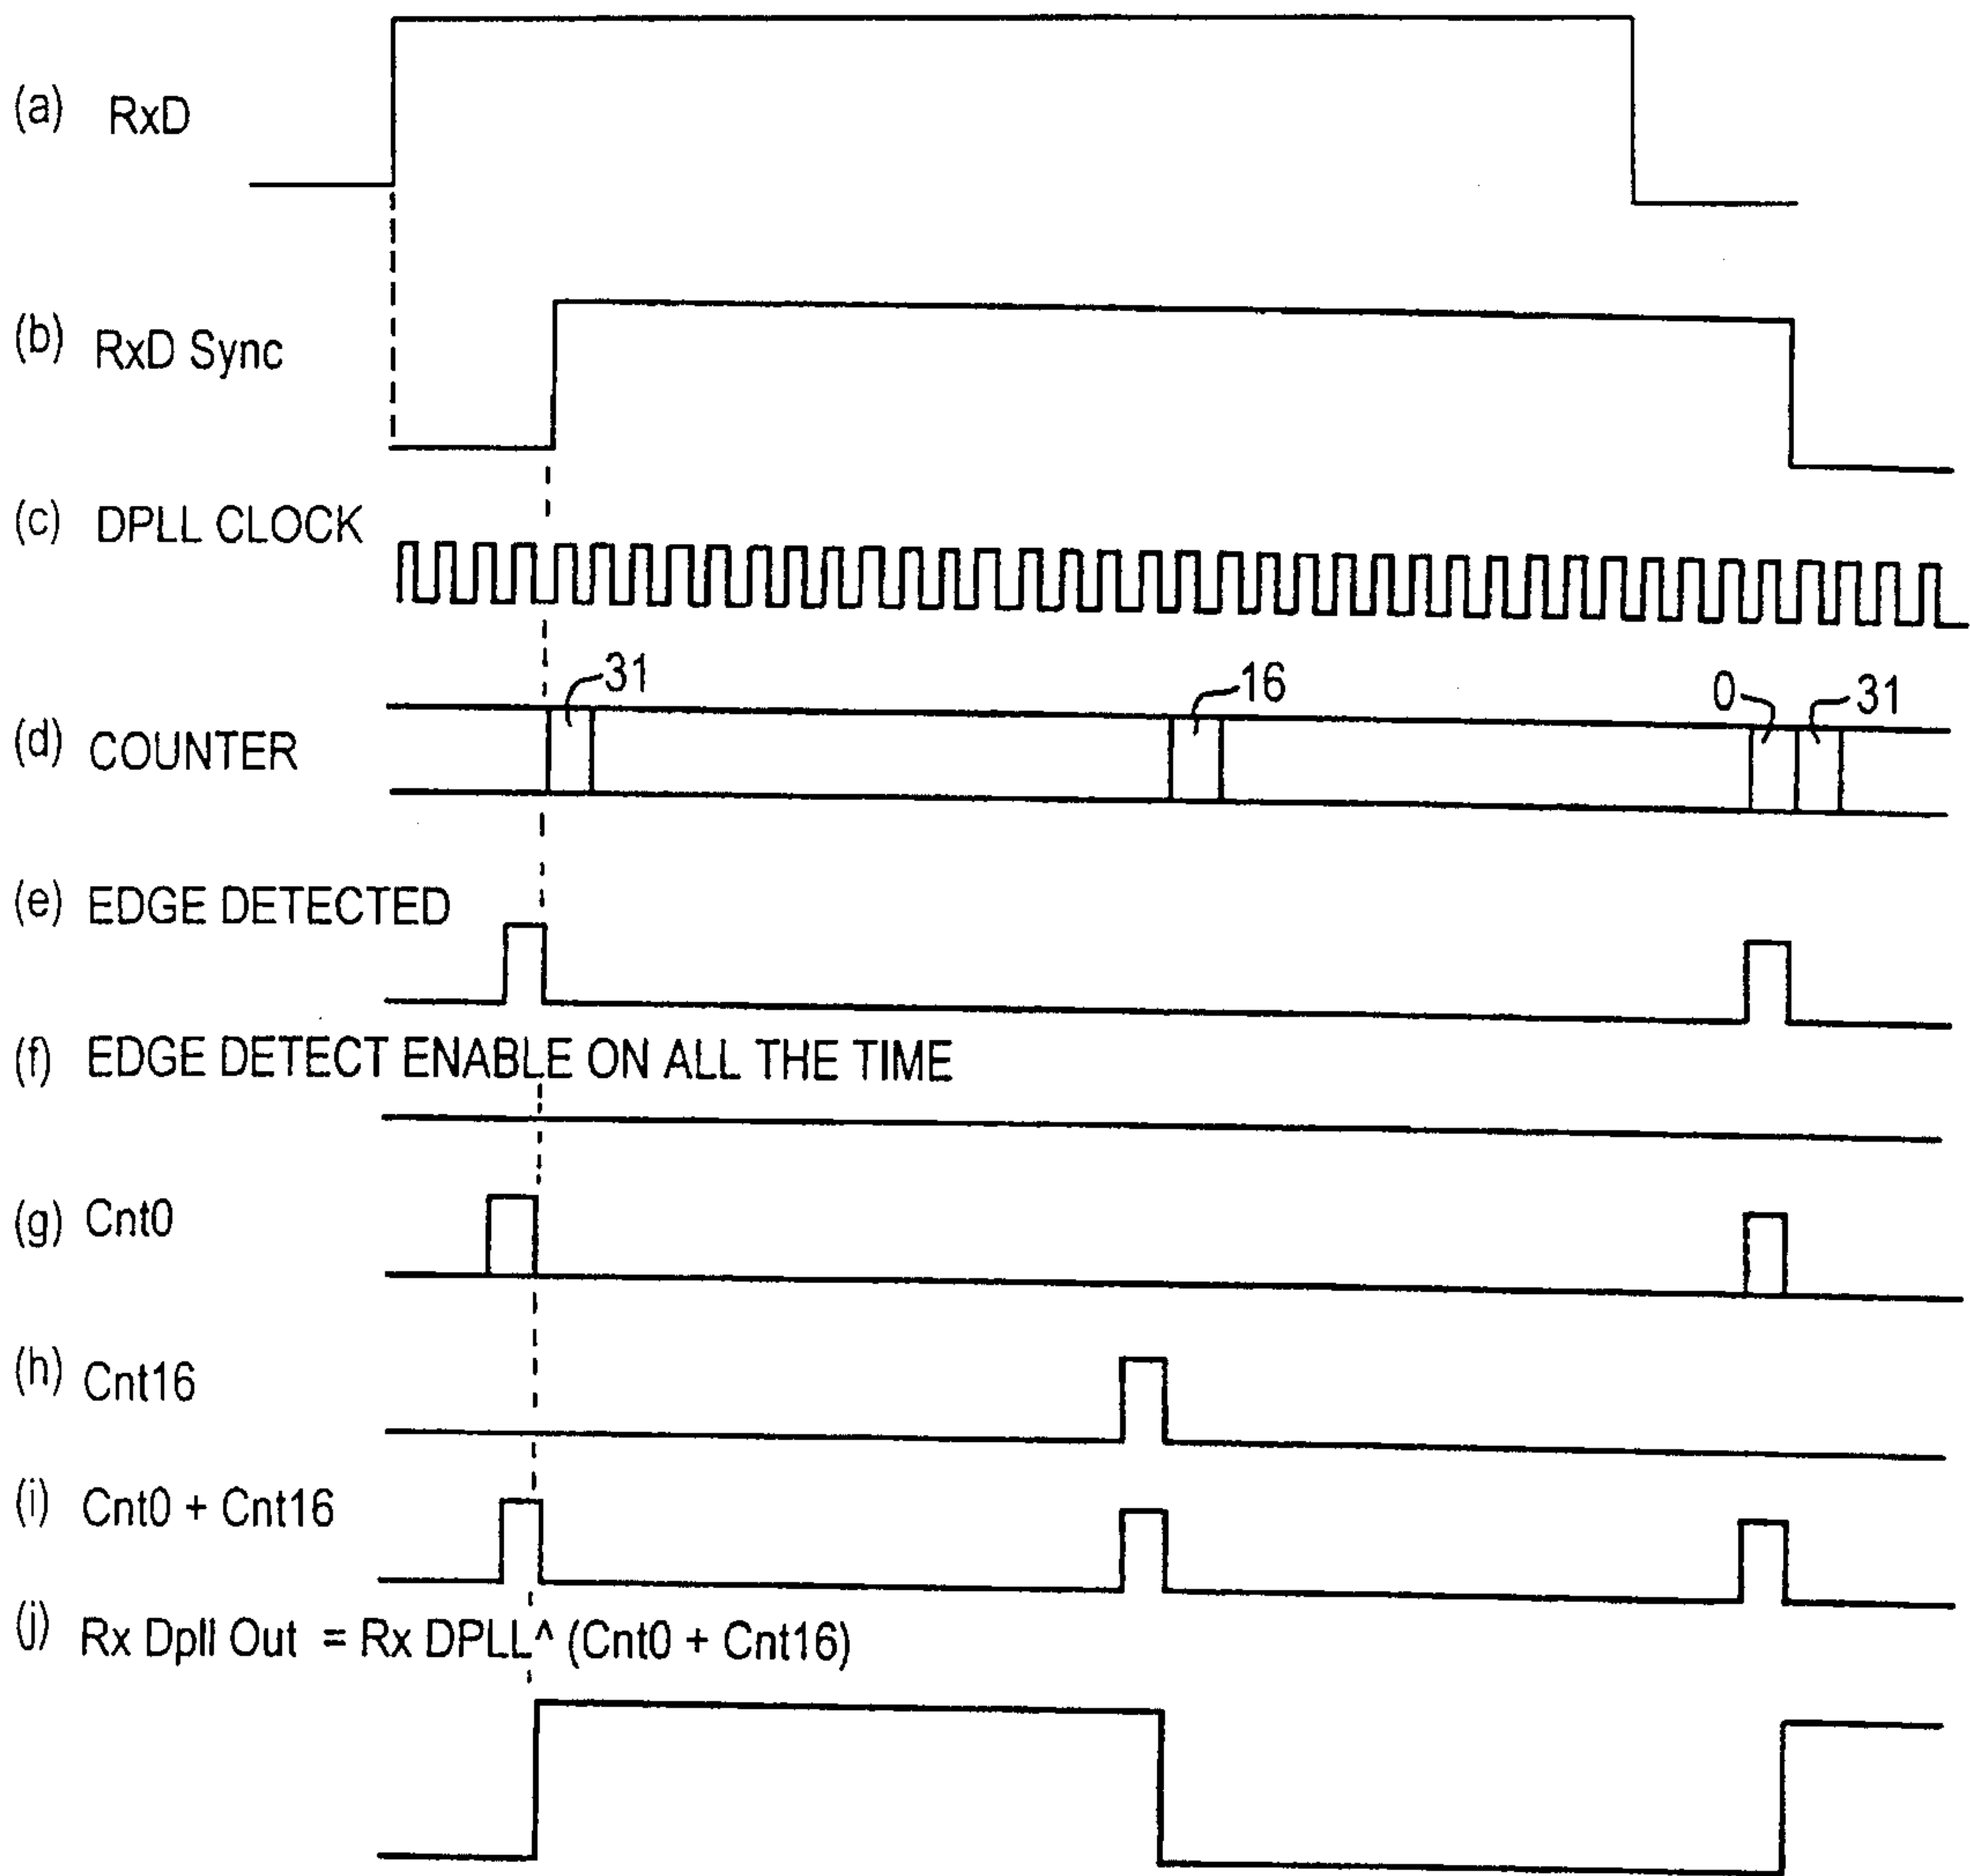 (a) RxD
(b) RxD Sync
(c) DPLL CLOCK
(d) COUNTER
31
16
0
31
(e) EDGE DETECTED
(f) EDGE DETECT ENABLE ON ALL THE TIME
(g) Cnt0
(h) Cnt16
(i) Cnt0 + Cnt16
(j) Rx Dpll Out = Rx DPLL^ (Cnt0 + Cnt16)